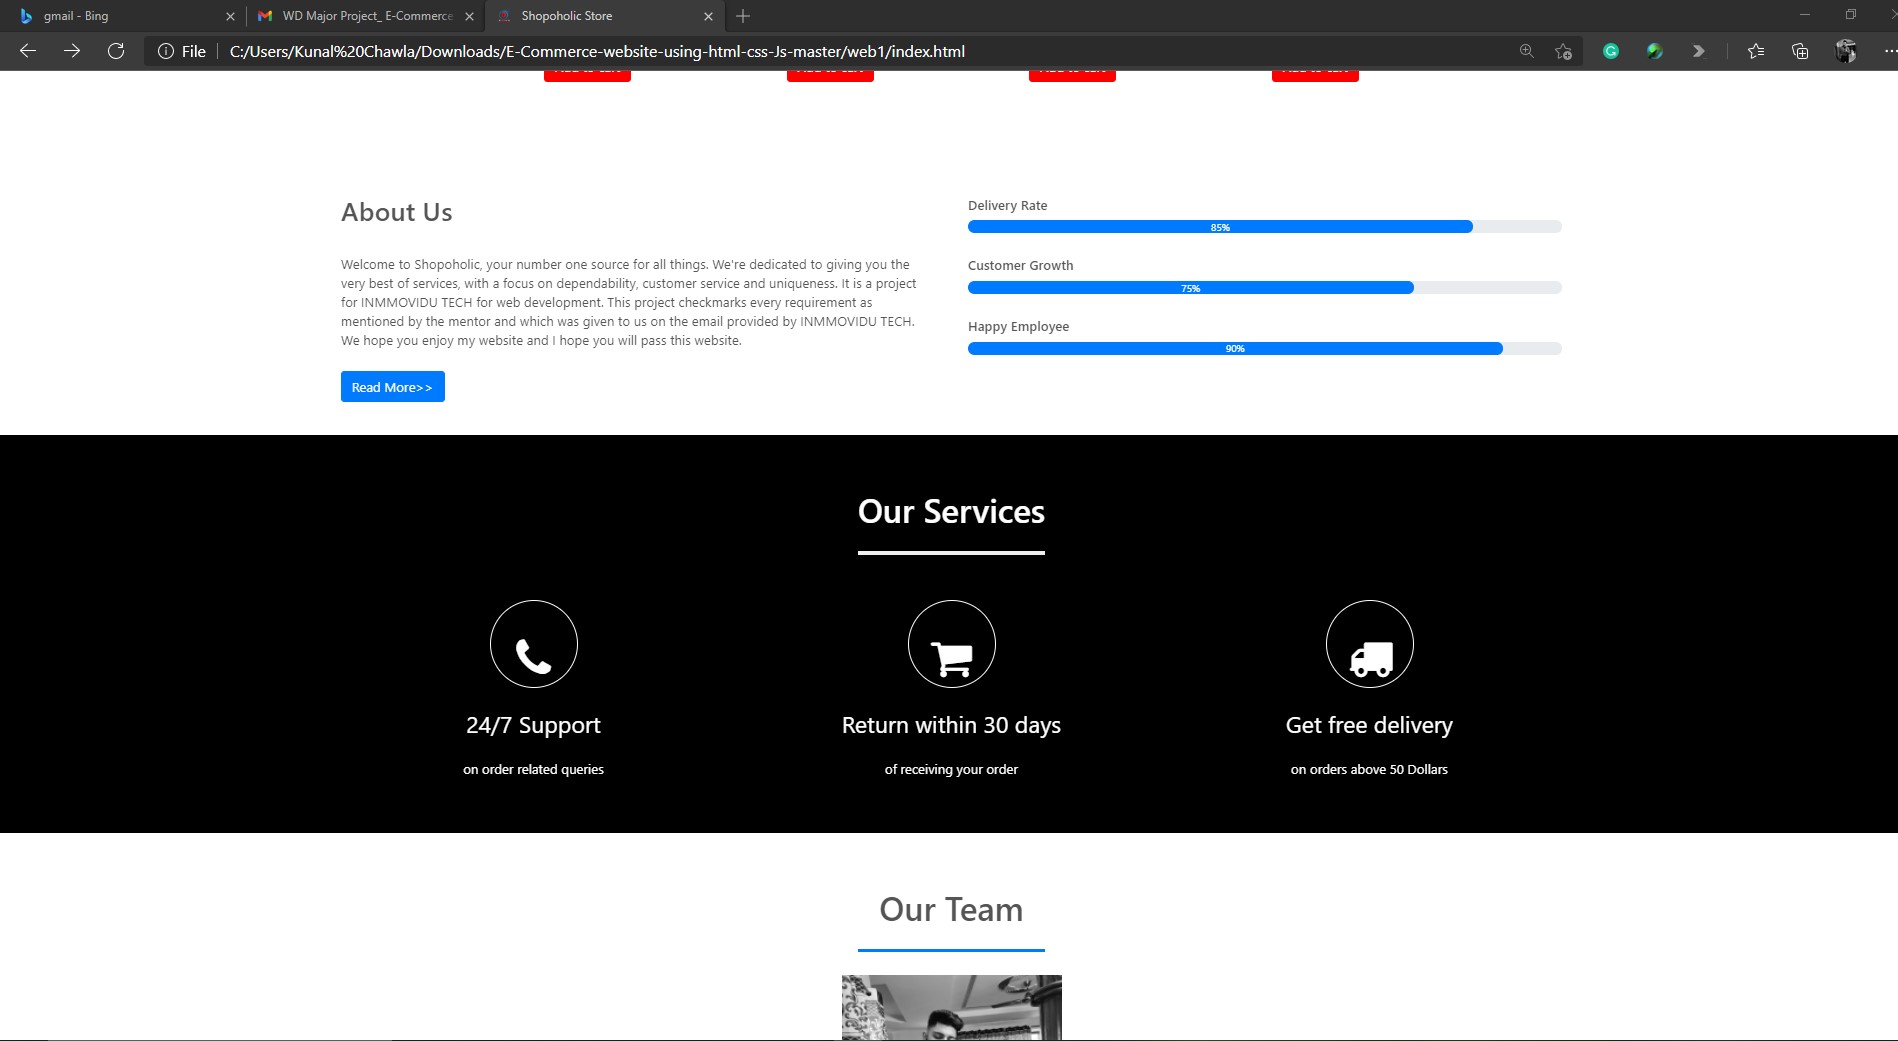 gmail - Bing
WD Major Project_ E-Commerce
Shopoholic Store
File
C:/Users/Kunal%20Chawla/Downloads/E-Commerce-website-using-html-css-Js-master/web1/index.html
About Us
Welcome to Shopoholic, your number one source for all things. We're dedicated to giving you the
very best of services, with a focus on dependability, customer service and uniqueness. It is a project
for INMMOVIDU TECH for web development. This project checkmarks every requirement as
mentioned by the mentor and which was given to us on the email provided by INMMOVIDU TECH.
We hope you enjoy my website and I hope you will pass this website.
Read More>>
Delivery Rate
85%
Customer Growth
75%
Happy Employee
90%
Our Services
24/7 Support
on order related queries
Return within 30 days
of receiving your order
Get free delivery
on orders above 50 Dollars
Our Team